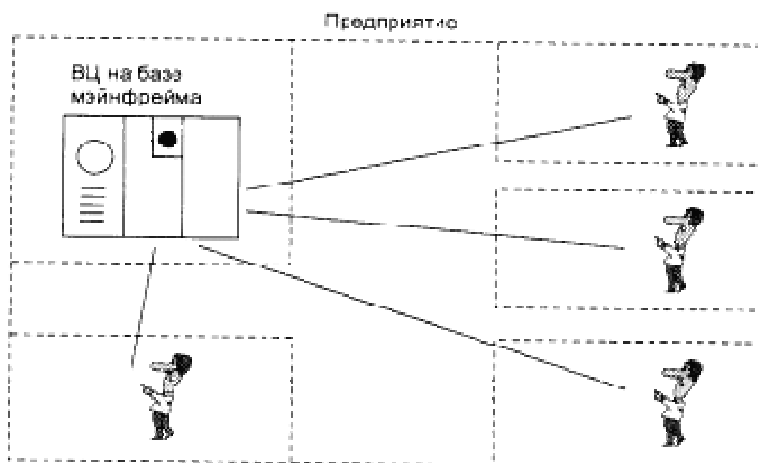 Предприятие
ВЦ на базе
мэйнфрейма